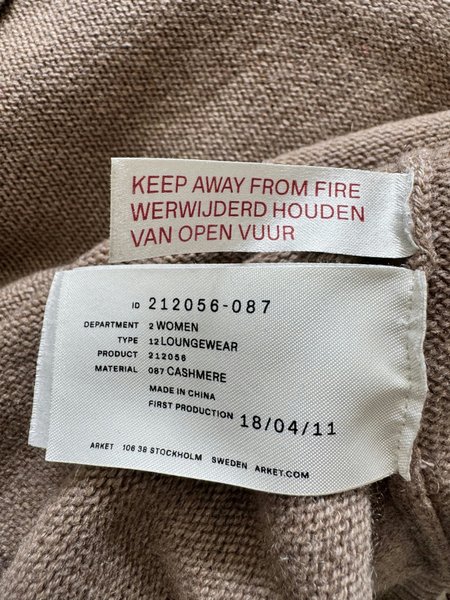 KEEP AWAY FROM FIRE
WERWIJDERD HOUDEN
VAN OPEN VUUR
ID 212056-087
DEPARTMENT 2 WOMEN
TYPE 12 LOUNGEWEAR
PRODUCT 212056
MATERIAL 087 CASHMERE
MADE IN CHINA
FIRST PRODUCTION 18/04/11
ARKET 106 38 STOCKHOLM SWEDEN ARKET.COM